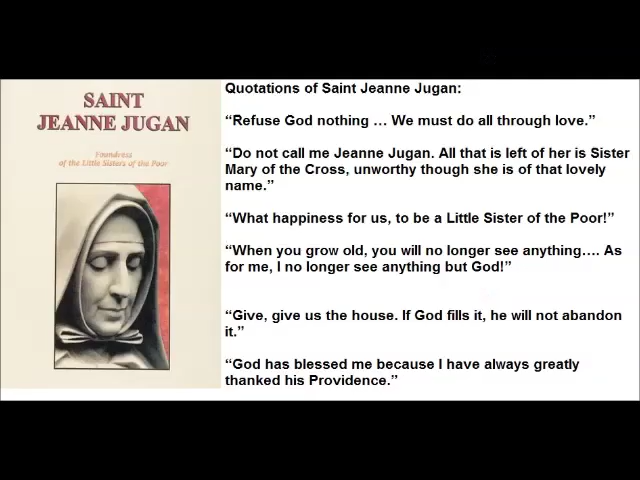 SAINT
JEANNE JUGAN
Foundress
of the Little Sisters of the Poor
Quotations of Saint Jeanne Jugan:
“Refuse God nothing … We must do all through love.”
“Do not call me Jeanne Jugan. All that is left of her is Sister
Mary of the Cross, unworthy though she is of that lovely
name.”
“What happiness for us, to be a Little Sister of the Poor!”
“When you grow old, you will no longer see anything…. As
for me, I no longer see anything but God!”
“Give, give us the house. If God fills it, he will not abandon
it.”
“God has blessed me because I have always greatly
thanked his Providence.”